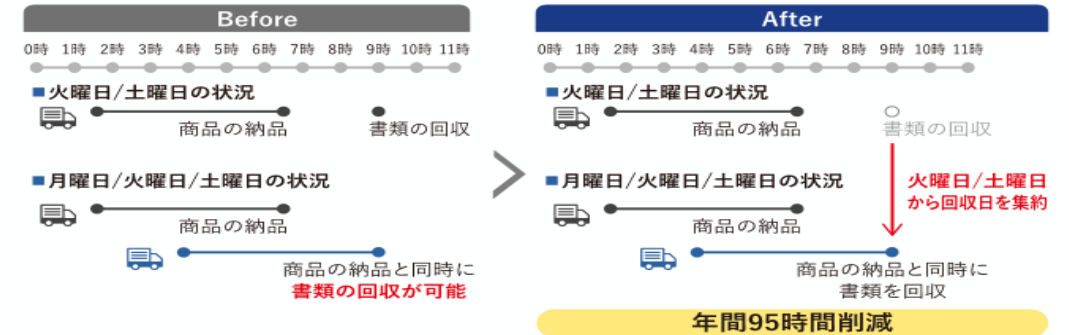 Before
0時 1時 2時 3時 4時 5時 6時 7時 8時 9時 10時 11時
■火曜日/土曜日の状況
商品の納品
書類の回収
■月曜日/火曜日/土曜日の状況
商品の納品
商品の納品と同時に
書類の回収が可能
After
0時 1時 2時 3時 4時 5時 6時 7時 8時 9時 10時 11時
■火曜日/土曜日の状況
商品の納品
書類の回収
火曜日/土曜日
から回収日を集約
■月曜日/火曜日/土曜日の状況
商品の納品
商品の納品と同時に
書類を回収
年間95時間削減